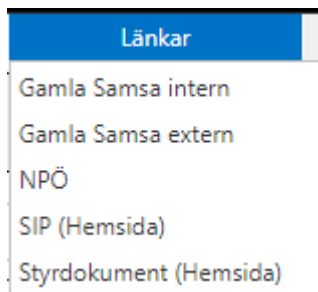 Länkar
Gamla Samsa intern
Gamla Samsa extern
NPÖ
SIP (Hemsida)
Styrdokument (Hemsida)